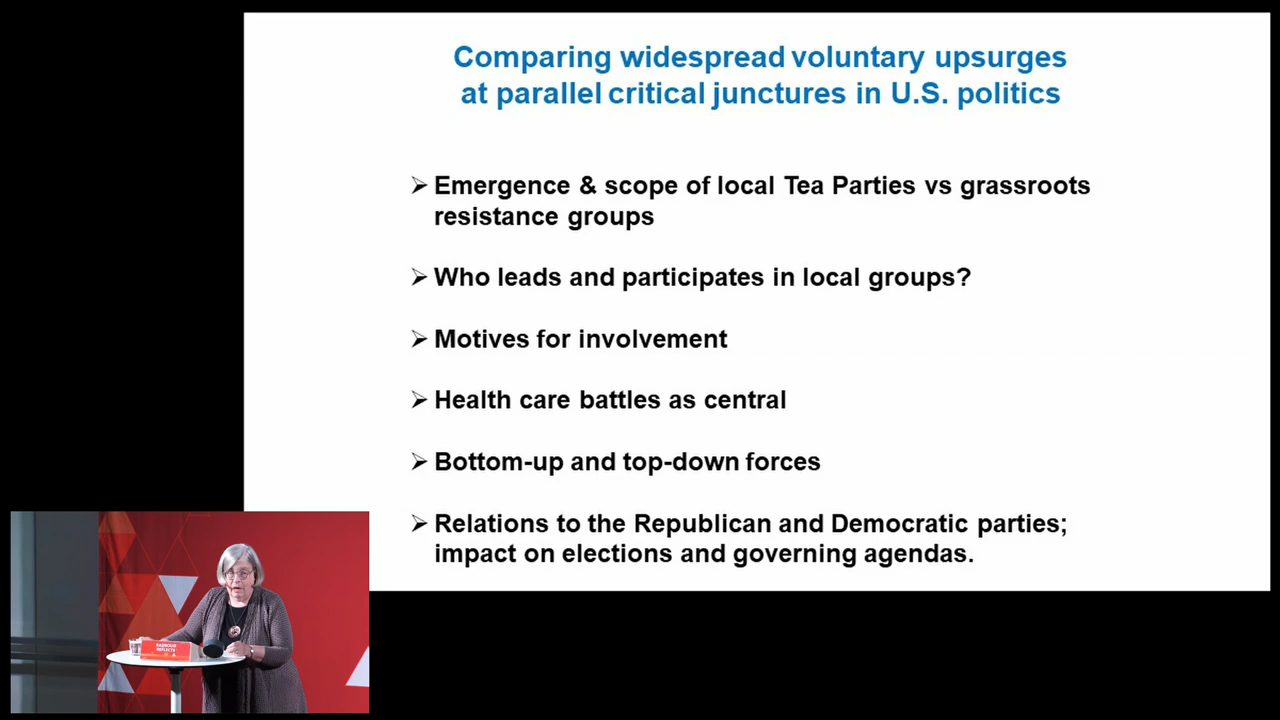 Comparing widespread voluntary upsurges
at parallel critical junctures in U.S. politics
➢ Emergence & scope of local Tea Parties vs grassroots
resistance groups
➢ Who leads and participates in local groups?
➢ Motives for involvement
➢ Health care battles as central
➢ Bottom-up and top-down forces
➢ Relations to the Republican and Democratic parties;
impact on elections and governing agendas.
RADBOUD
REFLECTS